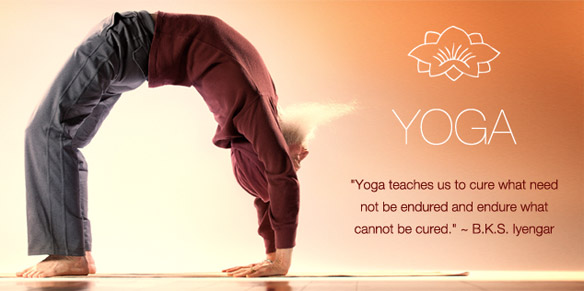 YOGA
"Yoga teaches us to cure what need
not be endured and endure what
cannot be cured." ~ B.K.S. Iyengar